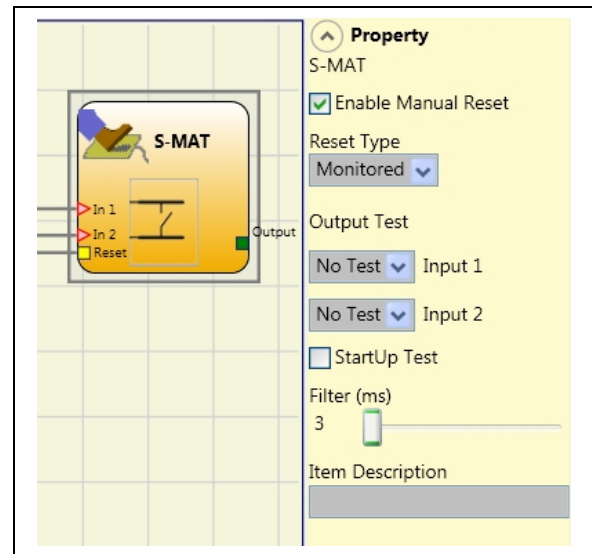 S-MAT
In 1
In 2
Reset
Output
Property
S-MAT
Enable Manual Reset
Reset Type
Monitored
Output Test
No Test Input 1
No Test Input 2
StartUp Test
Filter (ms)
3
Item Description